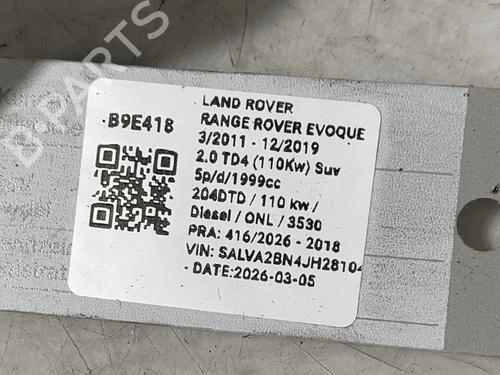 B-PARTS
B9E418
LAND ROVER
RANGE ROVER EVOQUE
3/2011 - 12/2019
2.0 TD4 (110Kw) Suv
5p/d/1999cc
204DTD / 110 kw /
Diesel / ONL / 3530
PRA: 416/2026 - 2018
VIN: SALVA2BN4JH28104
- DATE:2026-03-05